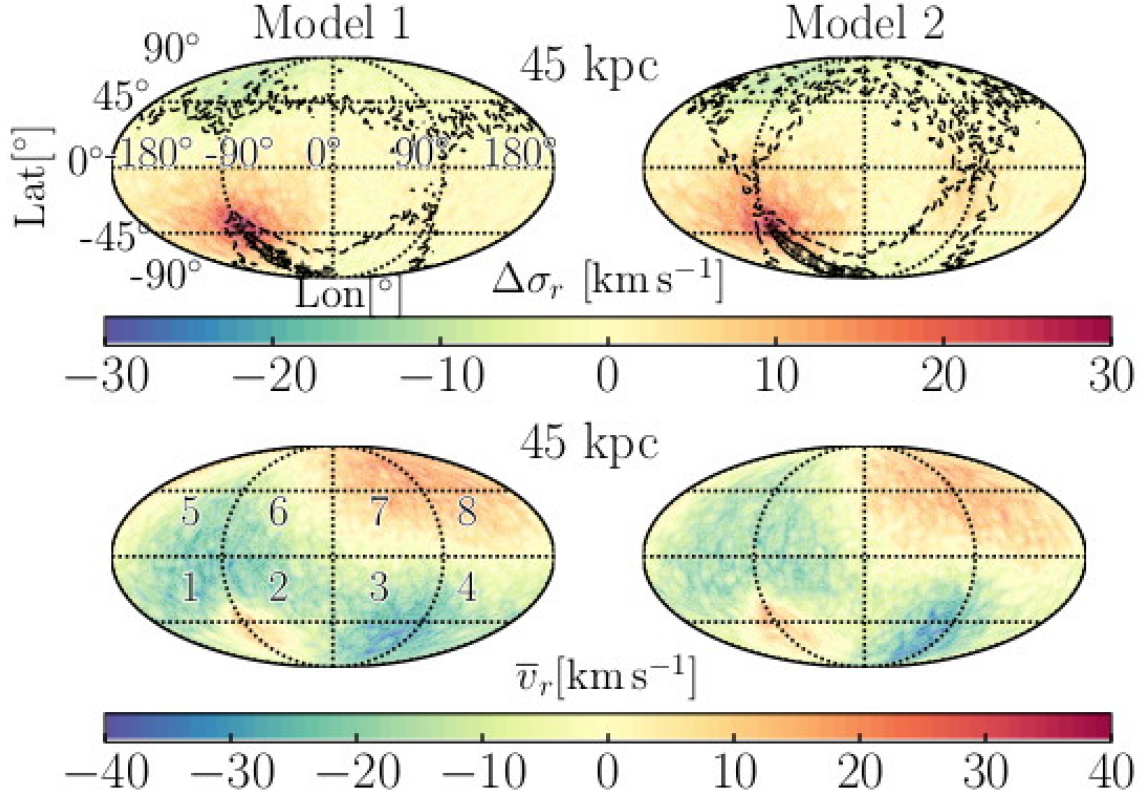 Model 1 Model 2
90° 45 kpc
45°
Lat[°] 0° -180° -90° 0° 90° 180°
-45°
-90°
Lon[°] Δσr [km s−1]
−30 −20 −10 0 10 20 30
45 kpc
5 6 7 8
1 2 3 4
v̅r[km s−1]
−40 −30 −20 −10 0 10 20 30 40